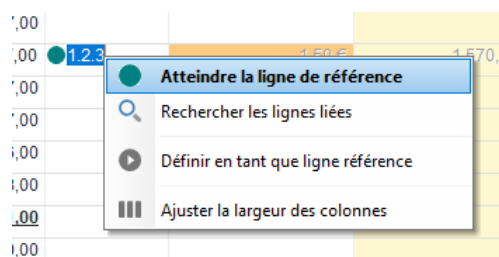 ,00
,00 1.2.3 1,50 € 1 570,
Atteindre la ligne de référence
,00
Rechercher les lignes liées
,00
,00
Définir en tant que ligne référence
,00
,00
Ajuster la largeur des colonnes
,00